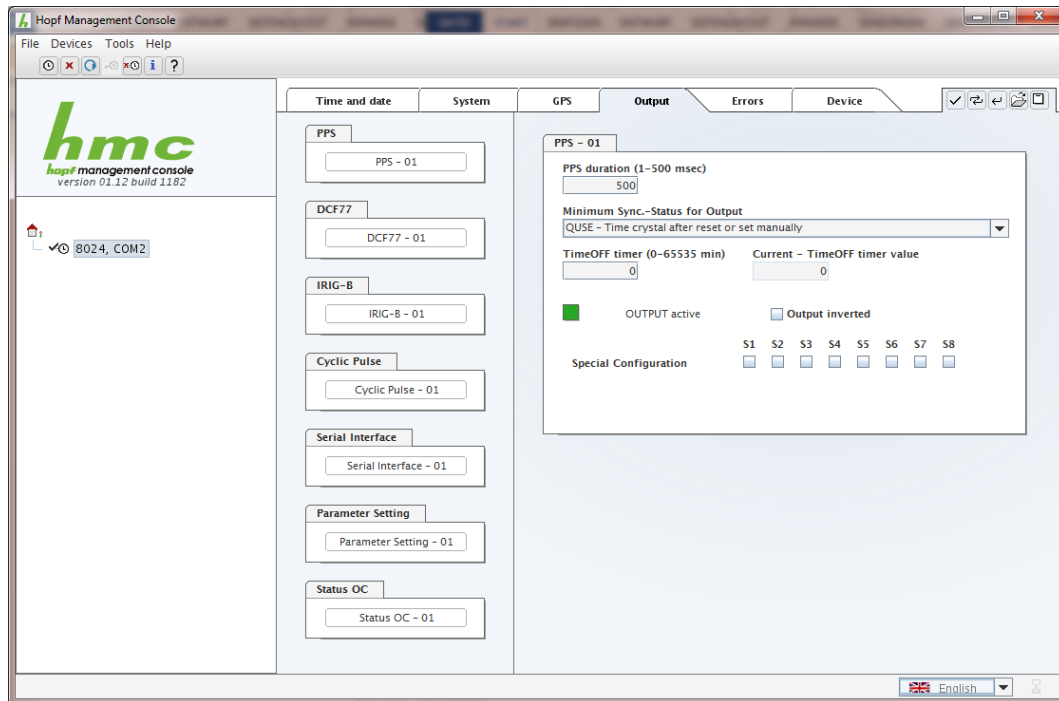 Hopf Management Console
File Devices Tools Help
i ?
Time and date System GPS Output Errors Device
hmc
hopf management console
version 01.12 build 1182
8024, COM2
PPS
PPS - 01
DCF77
DCF77 - 01
IRIG-B
IRIG-B - 01
Cyclic Pulse
Cyclic Pulse - 01
Serial Interface
Serial Interface - 01
Parameter Setting
Parameter Setting - 01
Status OC
Status OC - 01
PPS - 01
PPS duration (1-500 msec)
500
Minimum Sync.-Status for Output
QUSE - Time crystal after reset or set manually
TimeOFF timer (0-65535 min) Current - TimeOFF timer value
0 0
OUTPUT active Output inverted
S1 S2 S3 S4 S5 S6 S7 S8
Special Configuration
English